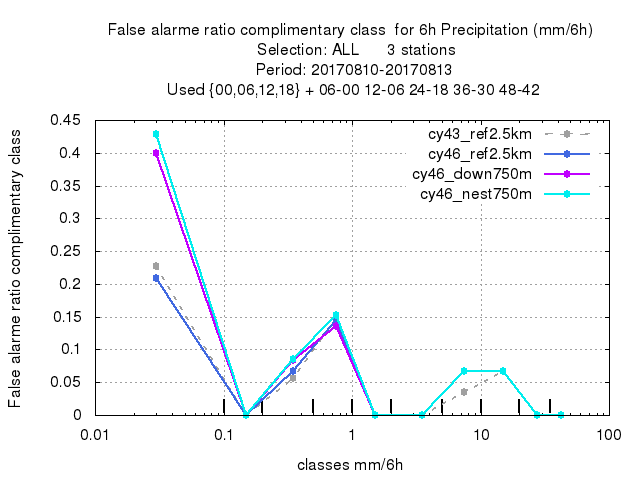 False alarme ratio complimentary class  for 6h Precipitation (mm/6h)
Selection: ALL      3 stations
Period: 20170810-20170813
Used {00,06,12,18} + 06-00 12-06 24-18 36-30 48-42
False alarme ratio complimentary class
0.45
0.4
0.35
0.3
0.25
0.2
0.15
0.1
0.05
0
cy43_ref2.5km
cy46_ref2.5km
cy46_down750m
cy46_nest750m
0.01
0.1
1
10
100
classes mm/6h